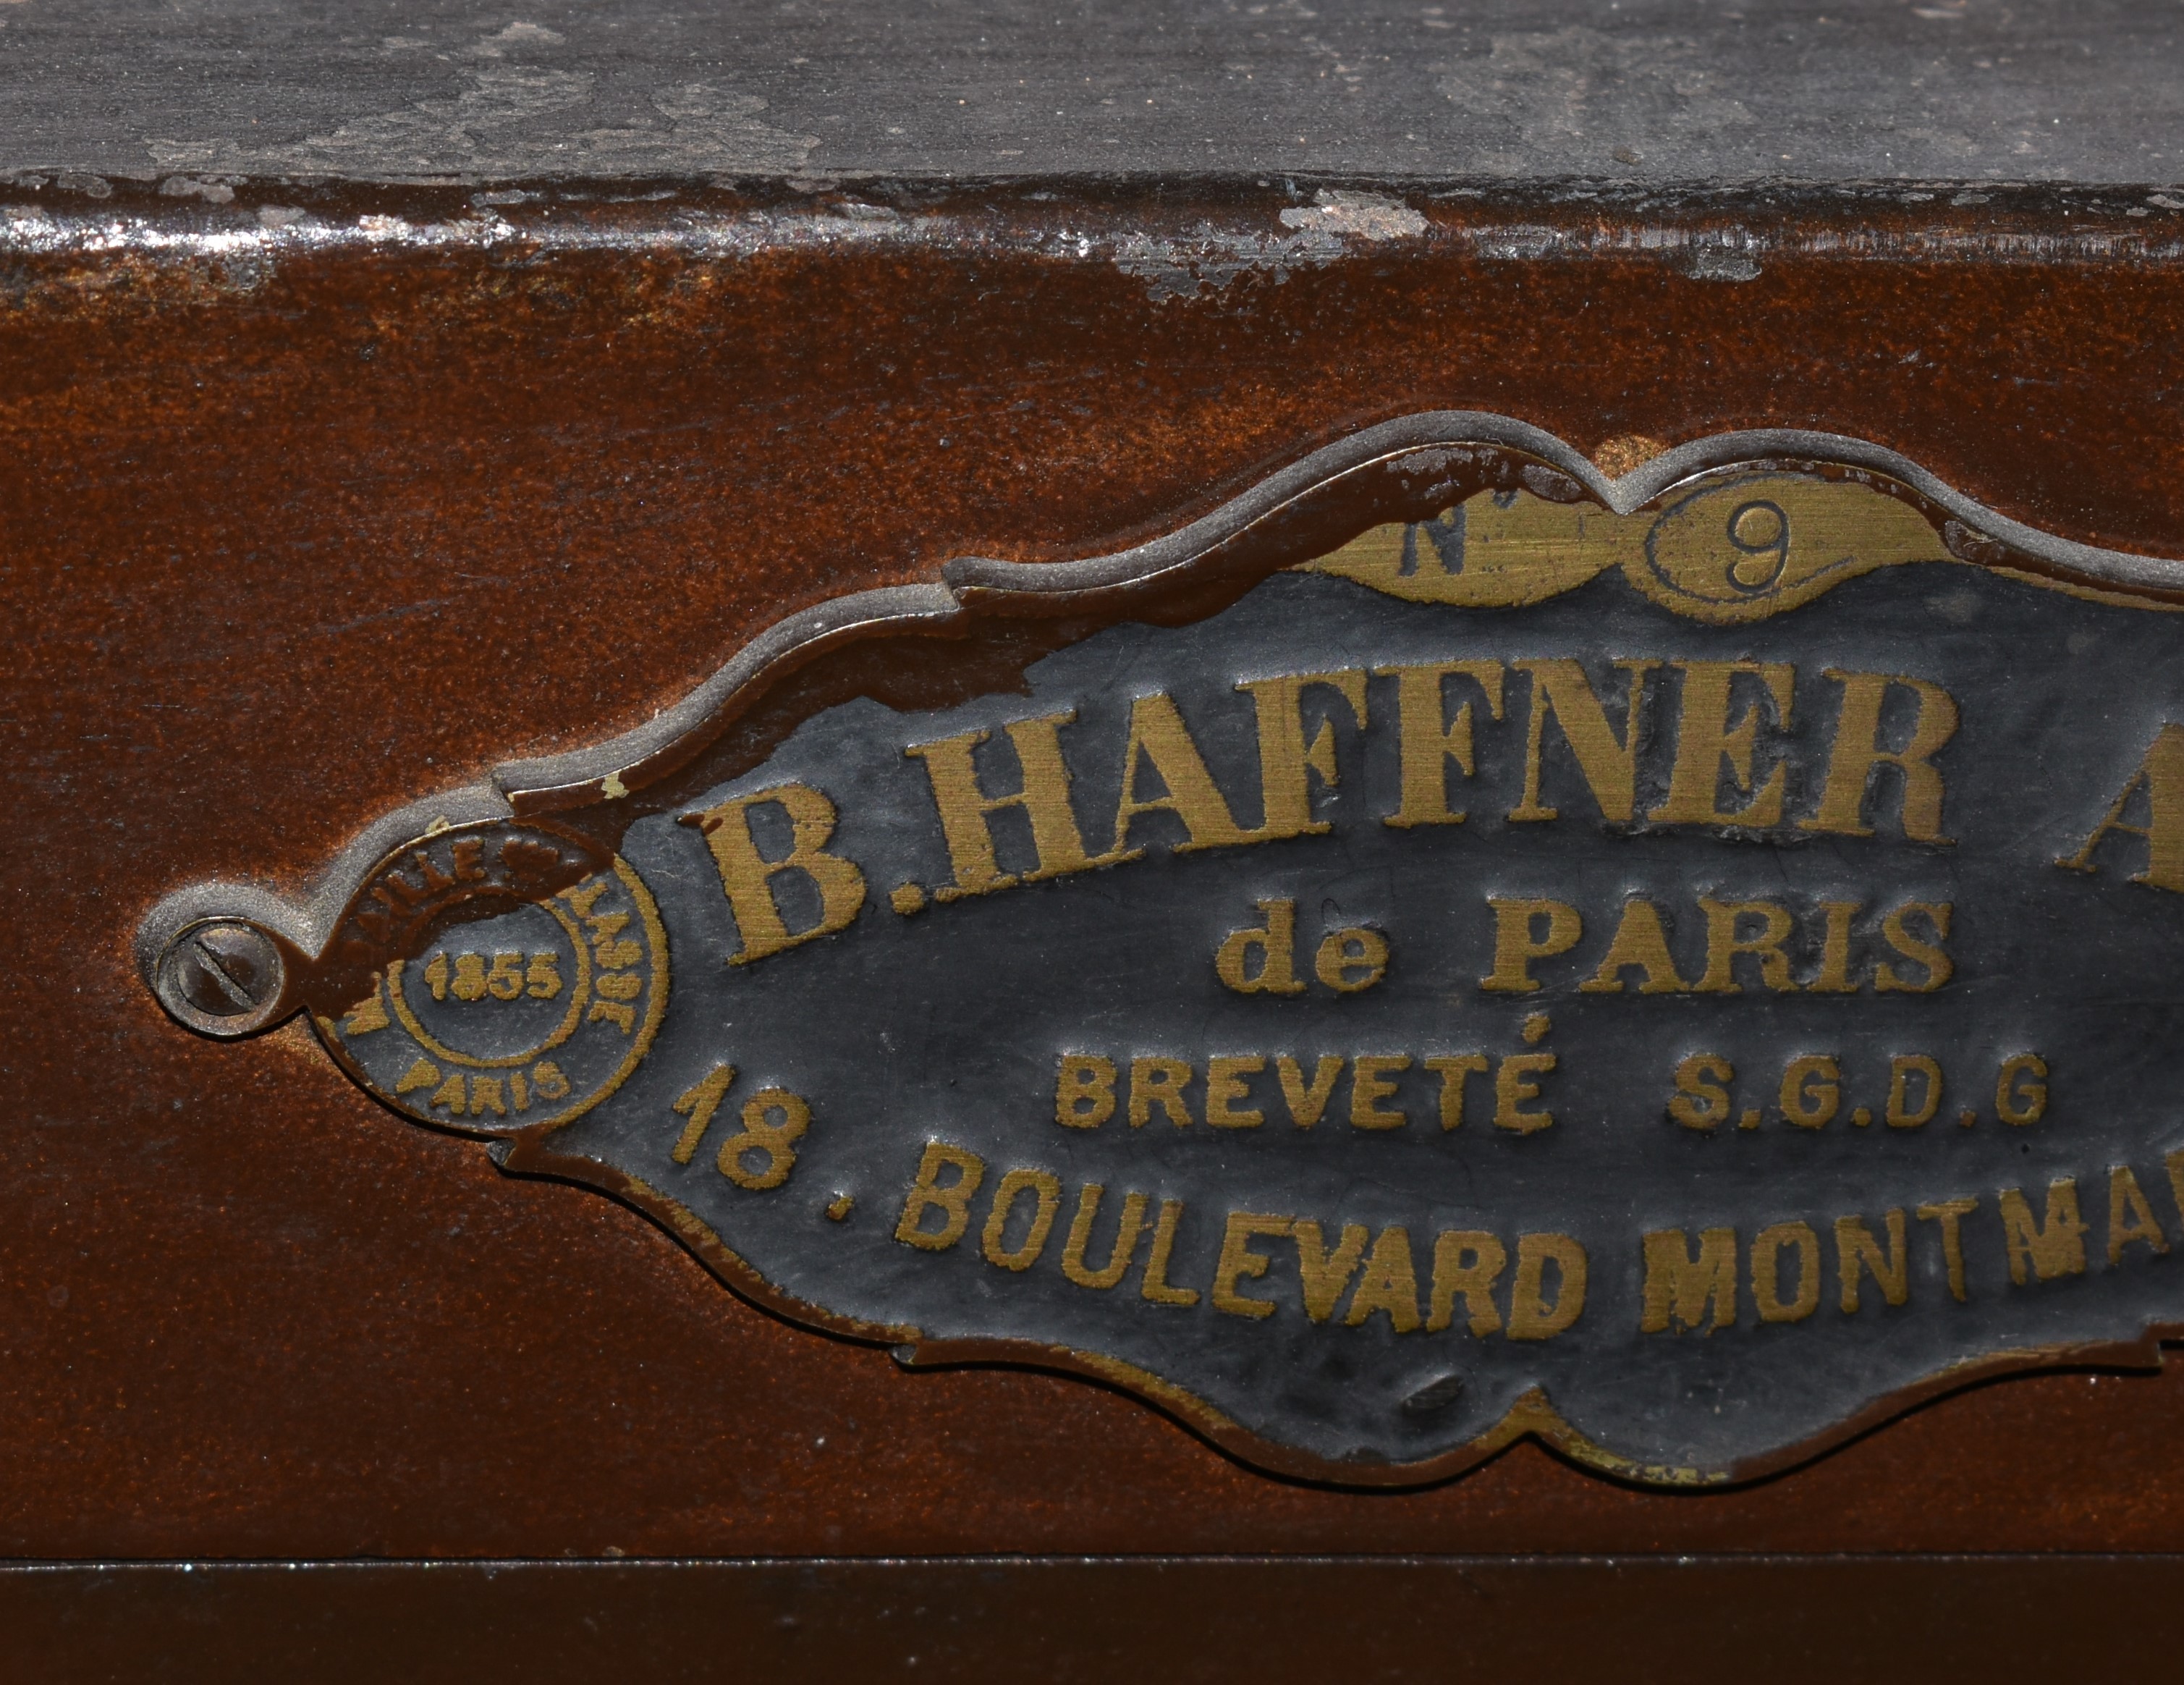 N° 9
B. HAFFNER A
de PARIS
BREVETÉ S.G.D.G
18. BOULEVARD MONTMA
1855
PARIS